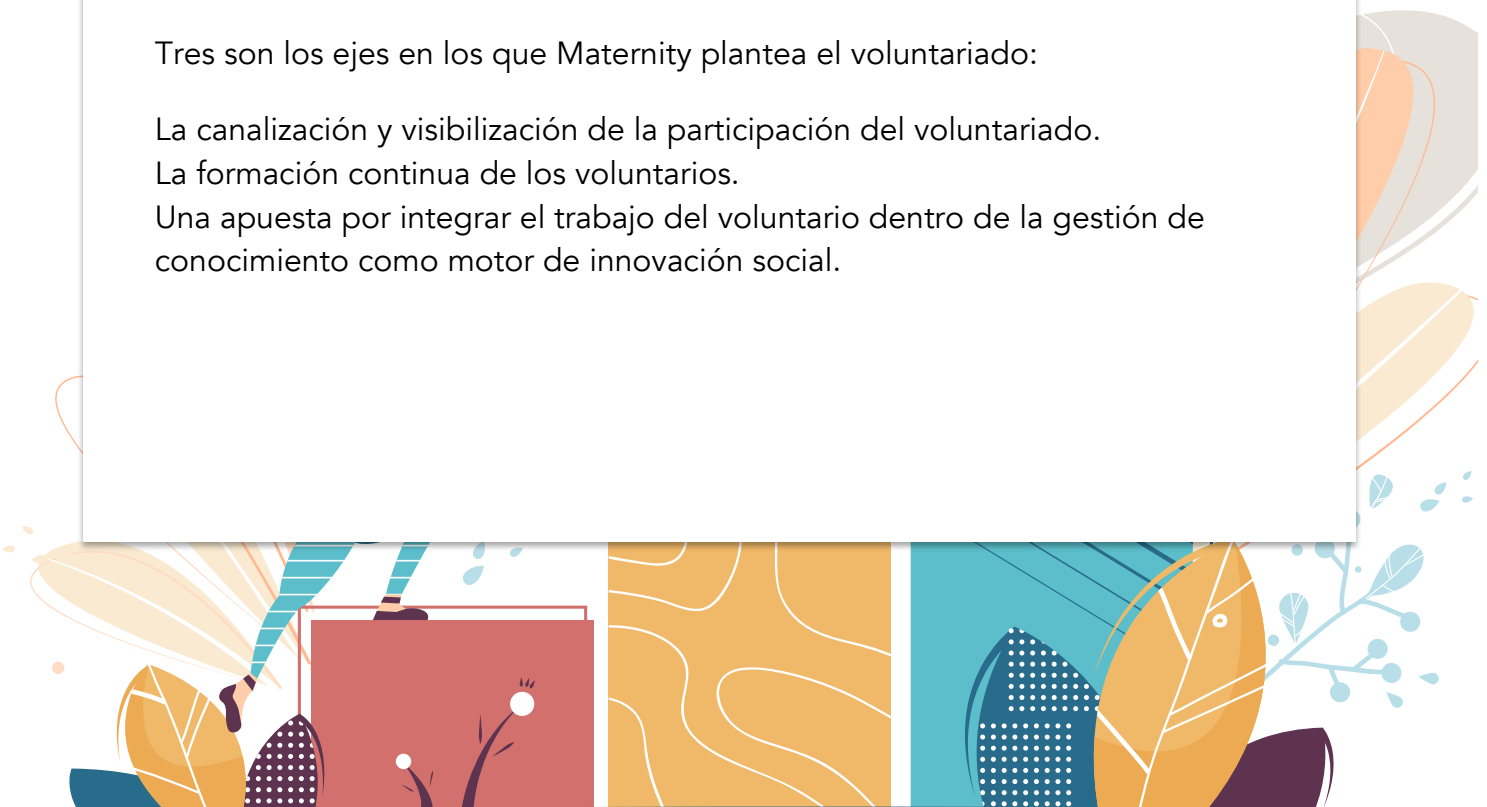 Tres son los ejes en los que Maternity plantea el voluntariado:
La canalización y visibilización de la participación del voluntariado.
La formación continua de los voluntarios.
Una apuesta por integrar el trabajo del voluntario dentro de la gestión de
conocimiento como motor de innovación social.